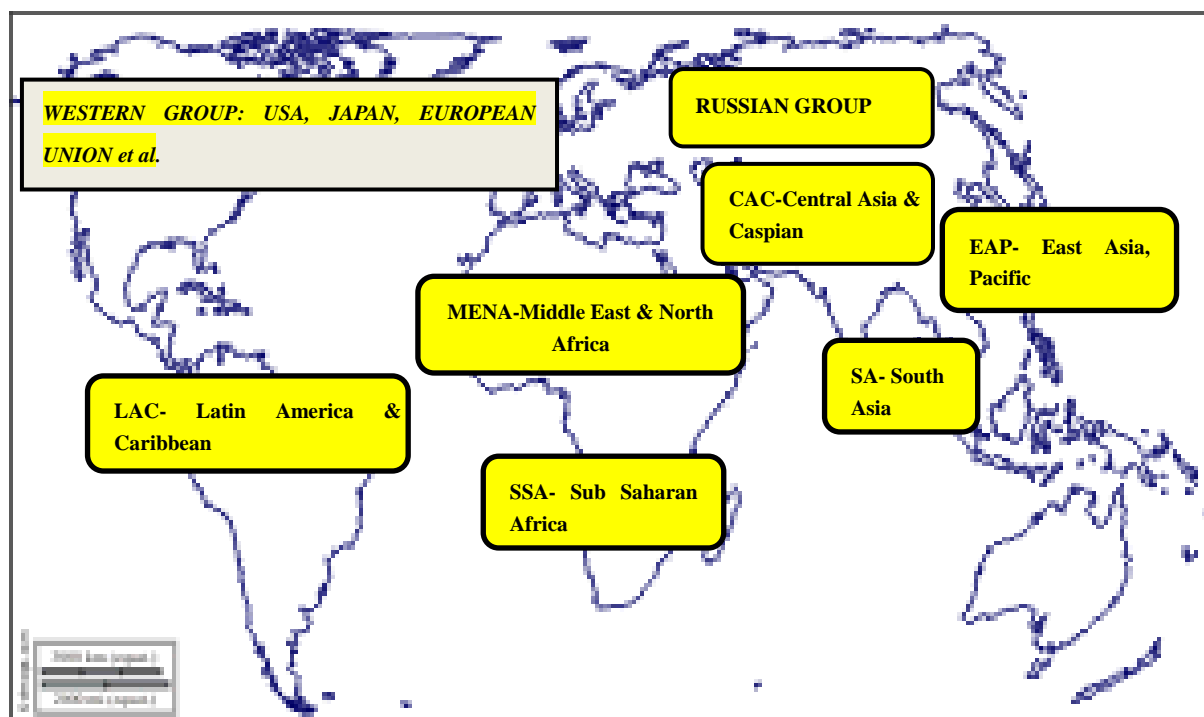 WESTERN GROUP: USA, JAPAN, EUROPEAN
UNION et al.
RUSSIAN GROUP
CAC-Central Asia &
Caspian
EAP- East Asia,
Pacific
MENA-Middle East & North
Africa
SA- South
Asia
LAC- Latin America &
Caribbean
SSA- Sub Saharan
Africa